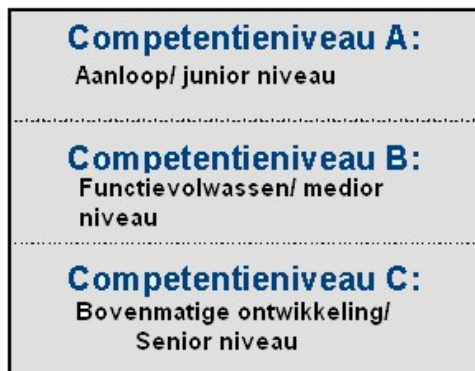 Competentieniveau A:
Aanloop/ junior niveau
Competentieniveau B:
Functievolwassen/ medior
niveau
Competentieniveau C:
Bovenmatige ontwikkeling/
Senior niveau